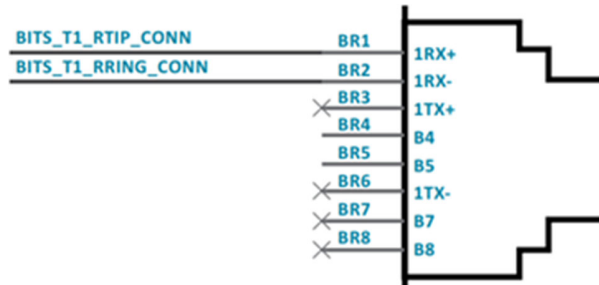 BITS_T1_RTIP_CONN BR1 1RX+
BITS_T1_RRING_CONN BR2 1RX-
BR3 1TX+
BR4 B4
BR5 B5
BR6 1TX-
BR7 B7
BR8 B8